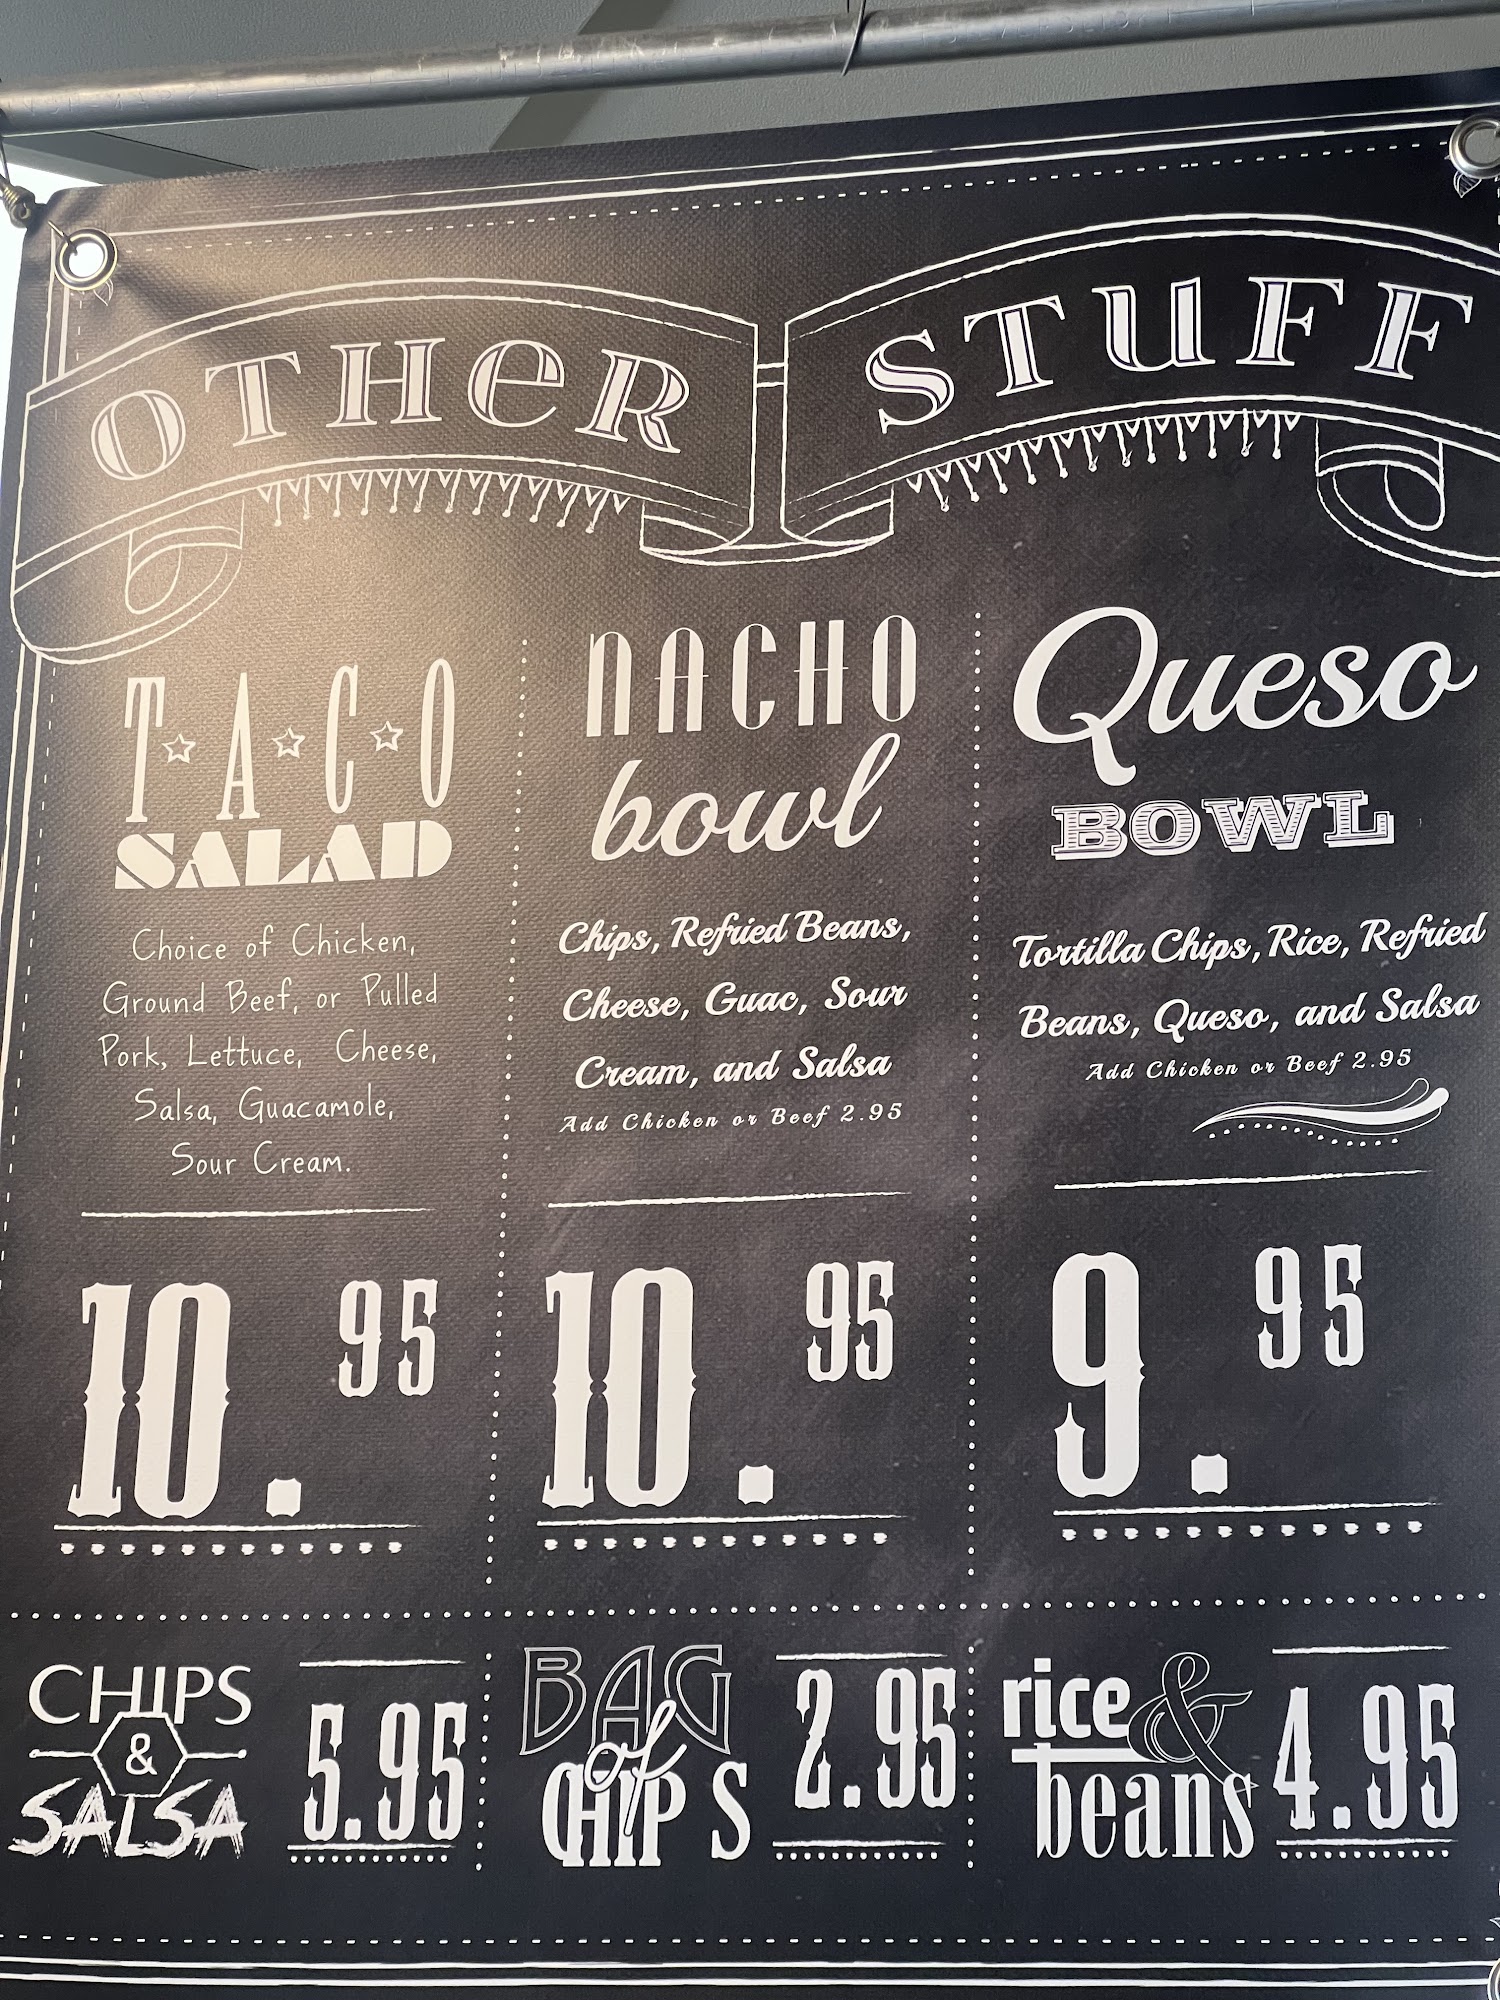 OTHER STUFF
TACO
SALAD
Choice of Chicken,
Ground Beef, or Pulled
Pork, Lettuce, Cheese,
Salsa, Guacamole,
Sour Cream.
10.95
NACHO
bowl
Chips, Refried Beans,
Cheese, Guac, Sour
Cream, and Salsa
Add Chicken or Beef 2.95
10.95
Queso
BOWL
Tortilla Chips, Rice, Refried
Beans, Queso, and Salsa
Add Chicken or Beef 2.95
9.95
CHIPS
&
SALSA
5.95
BAG
of
CHIPS
2.95
rice &
beans
4.95